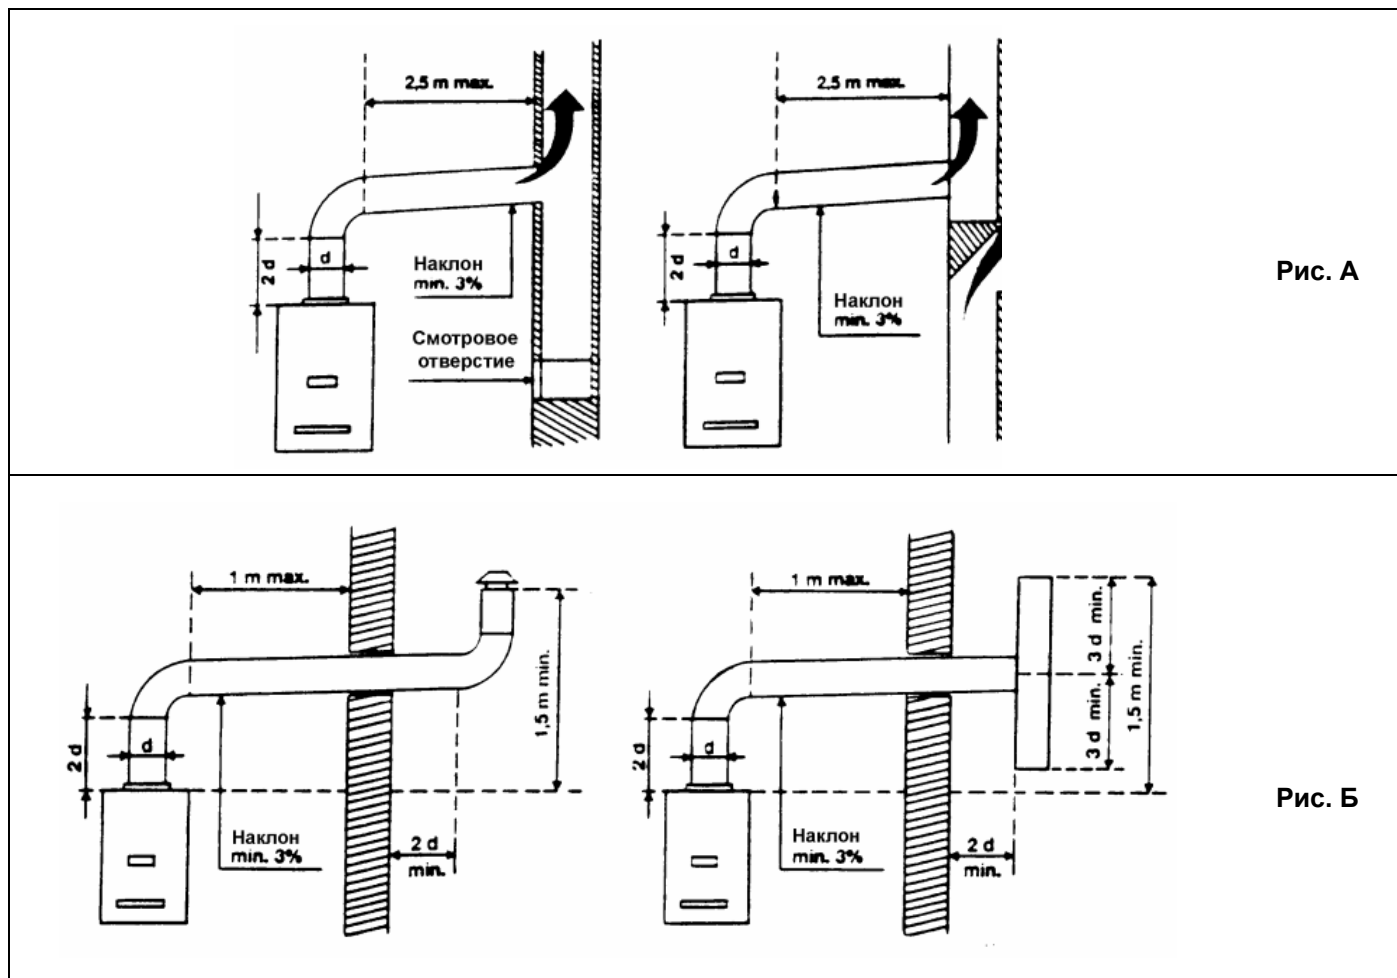 2,5 m max.
2 d
d
Наклон
min. 3%
Смотровое
отверстие
2,5 m max.
2 d
d
Наклон
min. 3%
Рис. А
1 m max.
2 d
d
Наклон
min. 3%
2 d
min.
1,5 m min.
1 m max.
2 d
d
Наклон
min. 3%
2 d
min.
3 d min.
3 d min.
1,5 m min.
Рис. Б